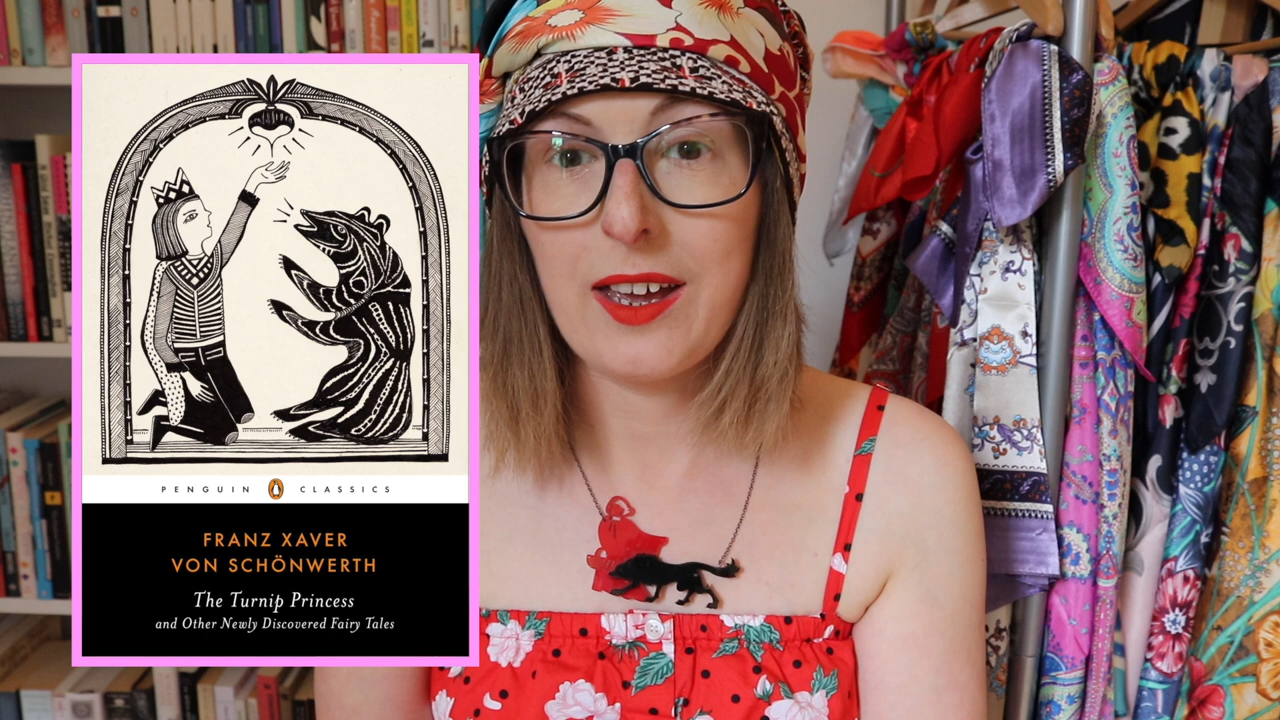 PENGUIN CLASSICS
FRANZ XAVER
VON SCHÖNWERTH
The Turnip Princess
and Other Newly Discovered Fairy Tales